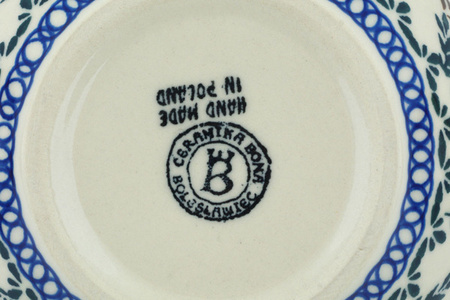 HAND MADE
IN POLAND
CERAMIKA BONA
B
BOLESŁAWIEC